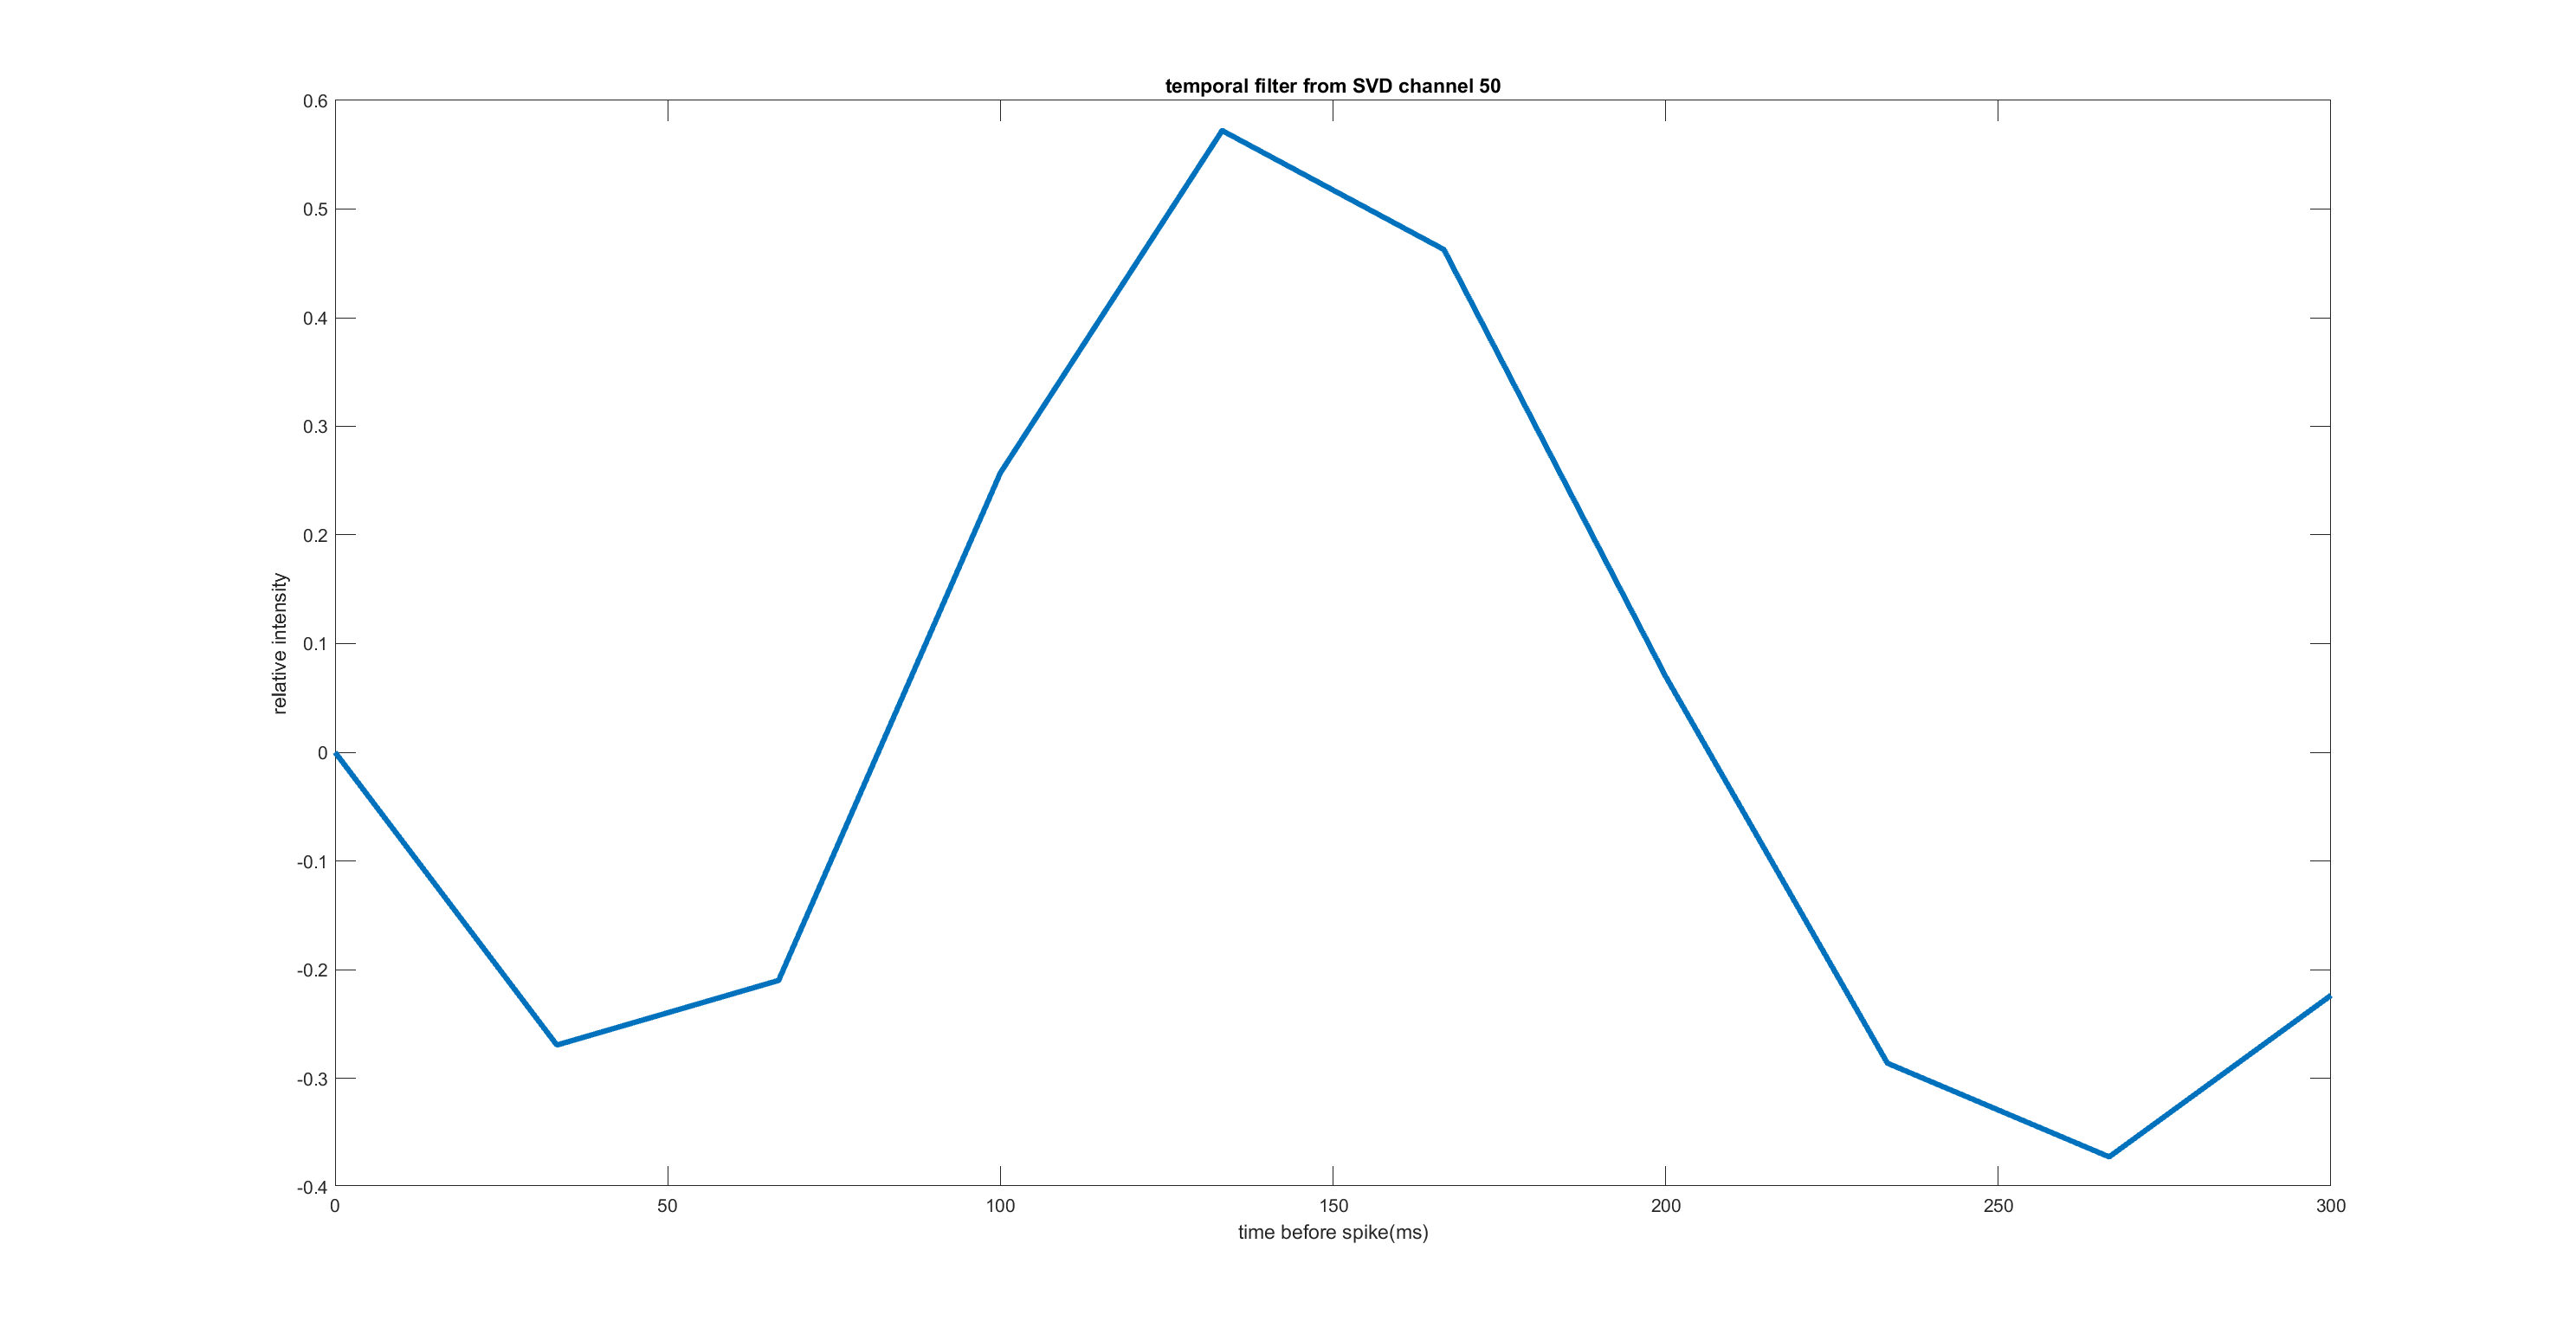 temporal filter from SVD channel 50
0.6
0.5
0.4
0.3
0.2
0.1
0
-0.1
-0.2
-0.3
-0.4
relative intensity
0 50 100 150 200 250 300
time before spike(ms)